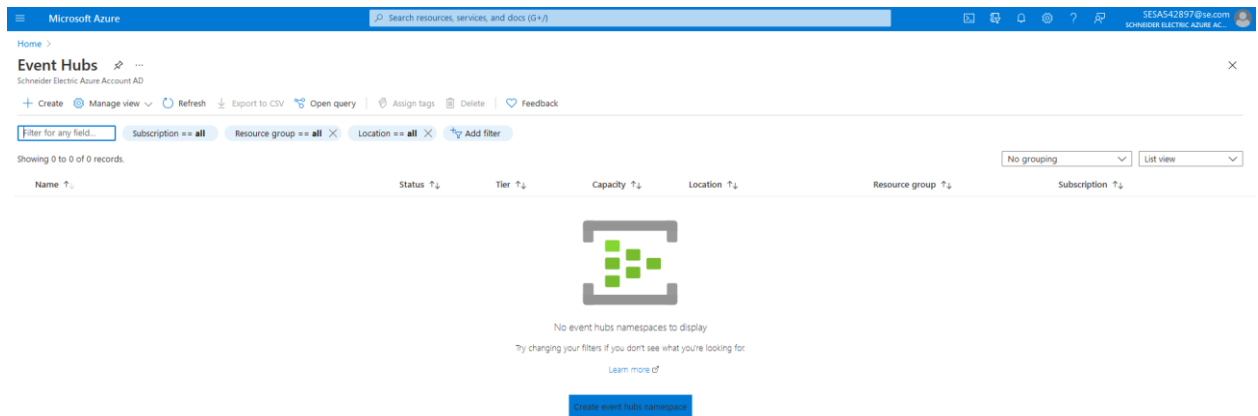 Microsoft Azure
Search resources, services, and docs (G+/)
SESA542897@se.com
SCHNEIDER ELECTRIC AZURE AC...
Home >
Event Hubs
Schneider Electric Azure Account AD
Create Manage view Refresh Export to CSV Open query Assign tags Delete Feedback
Filter for any field... Subscription == all Resource group == all Location == all Add filter
Showing 0 to 0 of 0 records. No grouping List view
Name Status Tier Capacity Location Resource group Subscription
No event hubs namespaces to display
Try changing your filters if you don't see what you're looking for.
Learn more
Create event hubs namespace